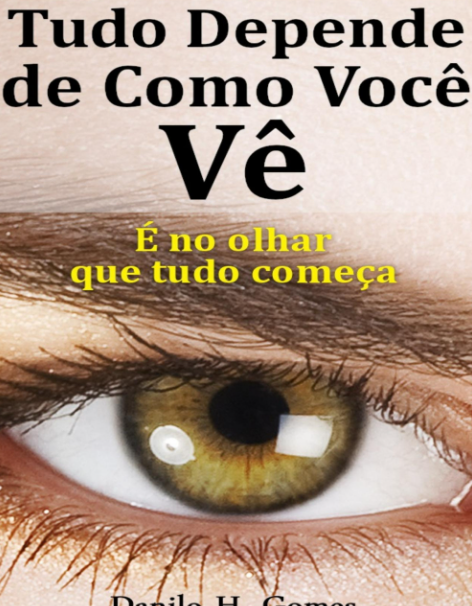 Tudo Depende
de Como Você
Vê
É no olhar
que tudo começa
Danilo H. Gomes